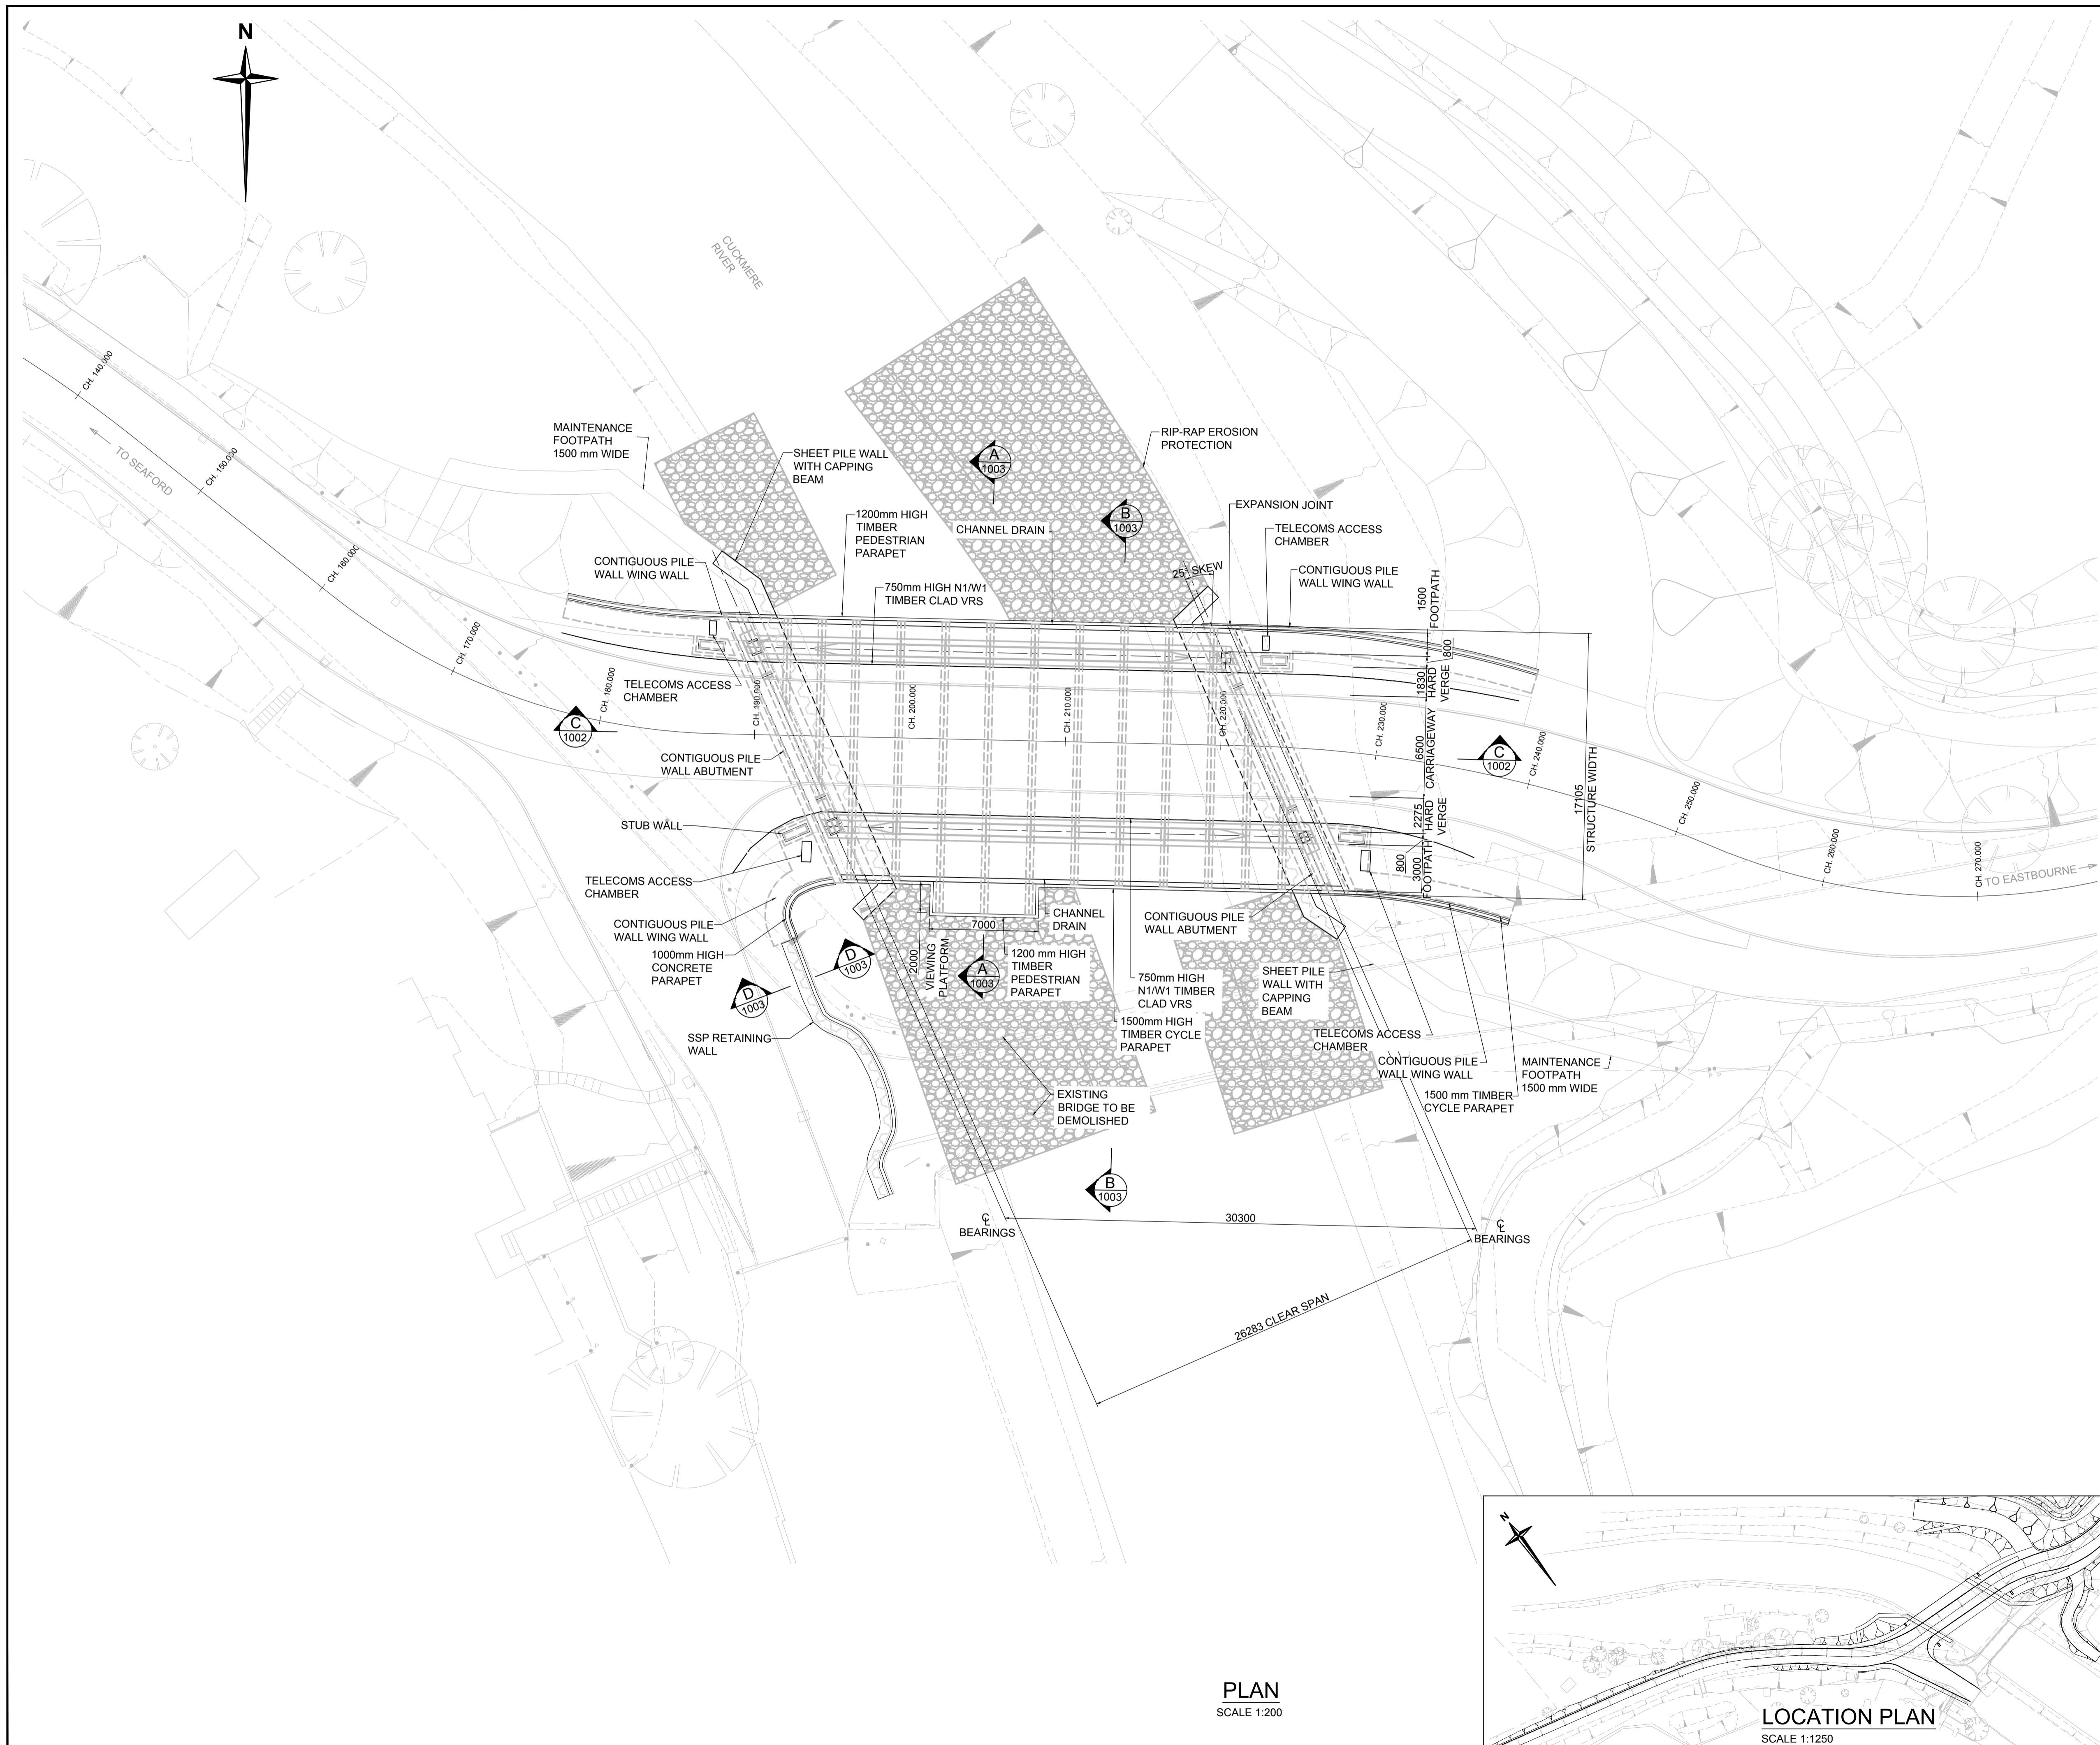 N
CUCKMERE
RIVER
CH. 140.000
TO SEAFORD
CH. 150.000
CH. 160.000
CH. 170.000
CH. 180.000
CH. 190.000
CH. 200.000
CH. 210.000
CH. 220.000
CH. 230.000
CH. 240.000
CH. 250.000
CH. 260.000
CH. 270.000
TO EASTBOURNE
MAINTENANCE
FOOTPATH
1500 mm WIDE
SHEET PILE WALL
WITH CAPPING
BEAM
A
1003
RIP-RAP EROSION
PROTECTION
B
1003
1200mm HIGH
TIMBER
PEDESTRIAN
PARAPET
CHANNEL DRAIN
EXPANSION JOINT
TELECOMS ACCESS
CHAMBER
CONTIGUOUS PILE
WALL WING WALL
750mm HIGH N1/W1
TIMBER CLAD VRS
25° SKEW
CONTIGUOUS PILE
WALL WING WALL
1500
FOOTPATH
800
1830
HARD
VERGE
6500
CARRIAGEWAY
2275
HARD
VERGE
800
3000
FOOTPATH
17105
STRUCTURE WIDTH
TELECOMS ACCESS
CHAMBER
C
1002
C
1002
CONTIGUOUS PILE
WALL ABUTMENT
STUB WALL
TELECOMS ACCESS
CHAMBER
CONTIGUOUS PILE
WALL WING WALL
1000mm HIGH
CONCRETE
PARAPET
D
1003
D
1003
SSP RETAINING
WALL
7000
2000
VIEWING
PLATFORM
A
1003
CHANNEL
DRAIN
1200 mm HIGH
TIMBER
PEDESTRIAN
PARAPET
CONTIGUOUS PILE
WALL ABUTMENT
750mm HIGH
N1/W1 TIMBER
CLAD VRS
1500mm HIGH
TIMBER CYCLE
PARAPET
SHEET PILE
WALL WITH
CAPPING
BEAM
TELECOMS ACCESS
CHAMBER
CONTIGUOUS PILE
WALL WING WALL
1500 mm TIMBER
CYCLE PARAPET
MAINTENANCE
FOOTPATH
1500 mm WIDE
EXISTING
BRIDGE TO BE
DEMOLISHED
B
1003
℄
BEARINGS
30300
℄
BEARINGS
26283 CLEAR SPAN
PLAN
SCALE 1:200
N
LOCATION PLAN
SCALE 1:1250